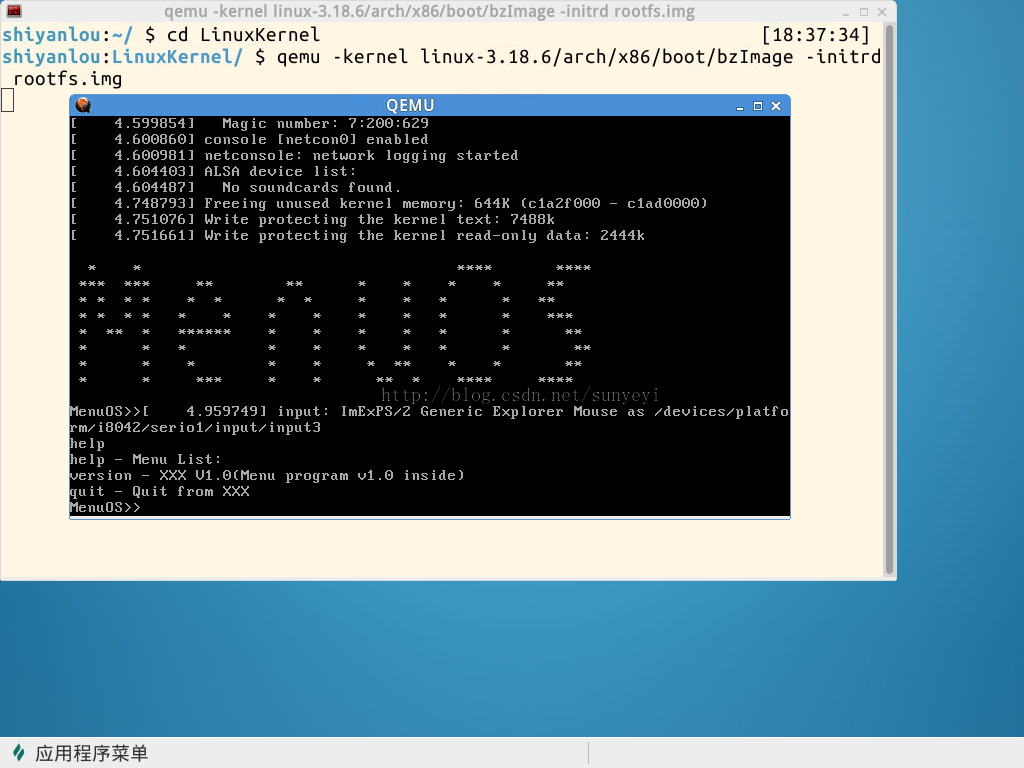 qemu -kernel linux-3.18.6/arch/x86/boot/bzImage -initrd rootfs.img
shiyanlou:~/ $ cd LinuxKernel [18:37:34]
shiyanlou:LinuxKernel/ $ qemu -kernel linux-3.18.6/arch/x86/boot/bzImage -initrd
rootfs.img
QEMU
[    4.599854]   Magic number: 7:200:629
[    4.600860] console [netcon0] enabled
[    4.600981] netconsole: network logging started
[    4.604403] ALSA device list:
[    4.604487]   No soundcards found.
[    4.748793] Freeing unused kernel memory: 644K (c1a2f000 - c1ad0000)
[    4.751076] Write protecting the kernel text: 7488k
[    4.751661] Write protecting the kernel read-only data: 2444k
MenuOS
http://blog.csdn.net/sunyeyi
MenuOS>>[    4.959749] input: ImExPS/2 Generic Explorer Mouse as /devices/platfo
rm/i8042/serio1/input/input3
help
help - Menu List:
version - XXX V1.0(Menu program v1.0 inside)
quit - Quit from XXX
MenuOS>>
应用程序菜单